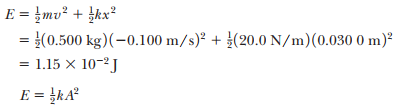 E = ½mv² + ½kx²
= ½(0.500 kg)(−0.100 m/s)² + ½(20.0 N/m)(0.030 0 m)²
= 1.15 × 10⁻² J
E = ½kA²